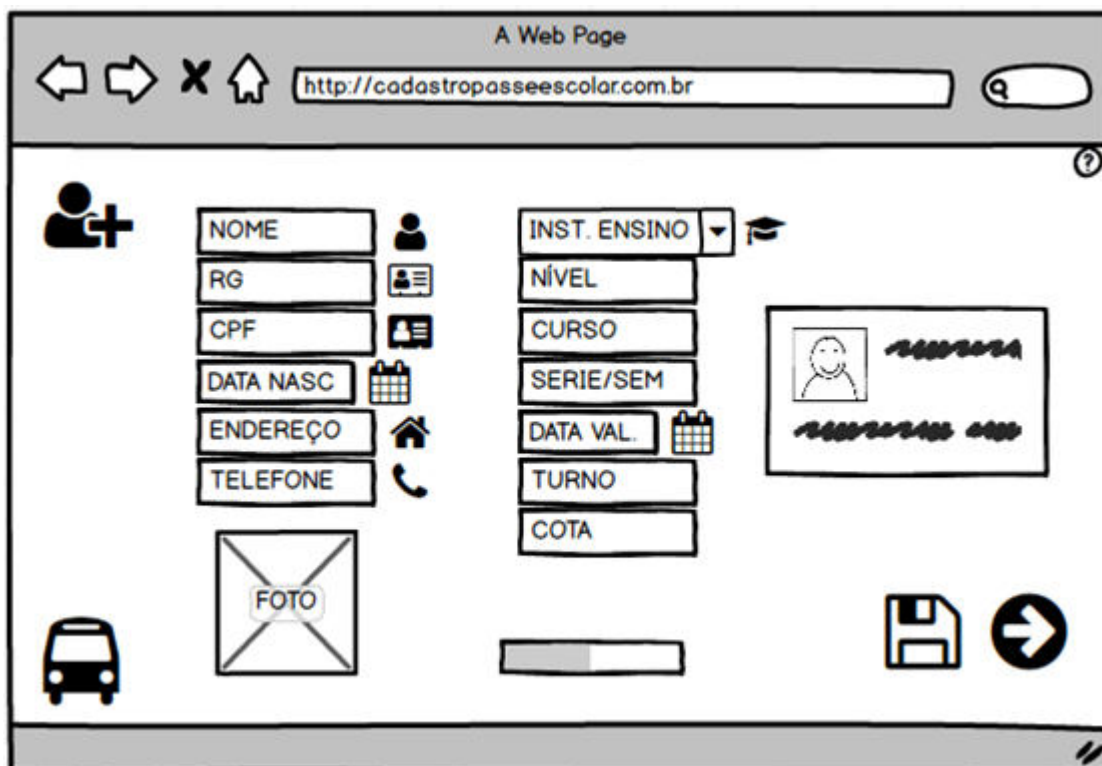 A Web Page
http://cadastropasseescolar.com.br
?
NOME
RG
CPF
DATA NASC
ENDEREÇO
TELEFONE
FOTO
INST. ENSINO
NÍVEL
CURSO
SERIE/SEM
DATA VAL.
TURNO
COTA